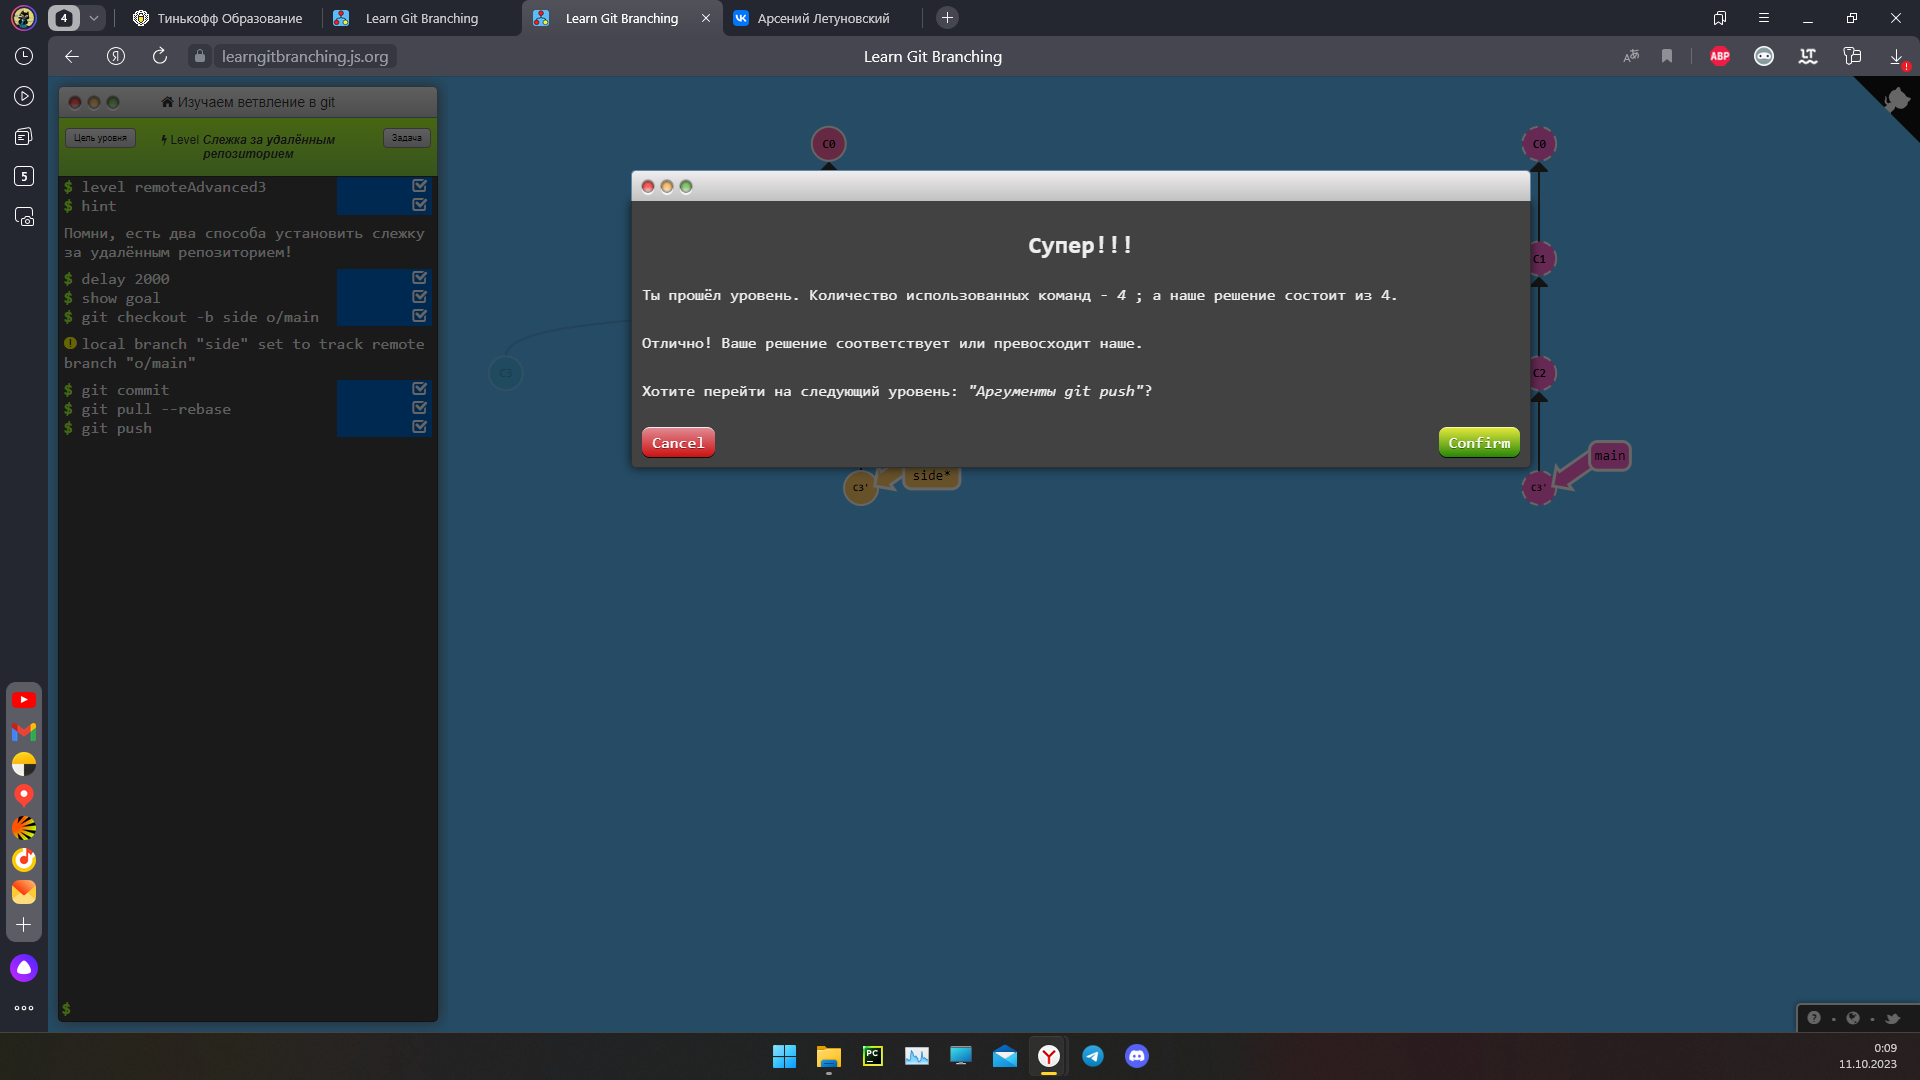 4
Тинькофф Образование
Learn Git Branching
Learn Git Branching
Арсений Летуновский
learngitbranching.js.org
Learn Git Branching
ABP
LT
5
Изучаем ветвление в git
Цель уровня
Level Слежка за удалённым
репозиторием
Задача
$ level remoteAdvanced3
$ hint
Помни, есть два способа установить слежку
за удалённым репозиторием!
$ delay 2000
$ show goal
$ git checkout -b side o/main
local branch "side" set to track remote
branch "o/main"
$ git commit
$ git pull --rebase
$ git push
$
C0
C0
C1
C2
C3
C3'
side*
C3'
main
Супер!!!
Ты прошёл уровень. Количество использованных команд - 4 ; а наше решение состоит из 4.
Отлично! Ваше решение соответствует или превосходит наше.
Хотите перейти на следующий уровень: "Аргументы git push"?
Cancel
Confirm
PC
0:09
11.10.2023